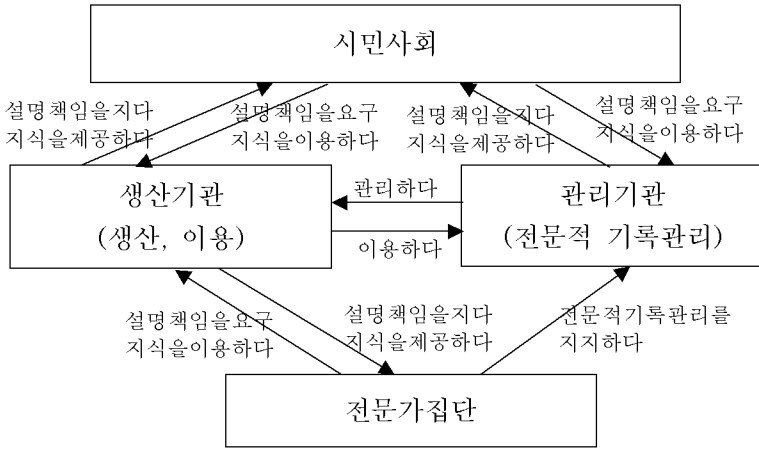 시민사회
설명책임을지다
지식을제공하다
설명책임을요구
지식을이용하다
설명책임을지다
지식을제공하다
설명책임을요구
지식을이용하다
생산기관
(생산, 이용)
관리하다
이용하다
관리기관
(전문적 기록관리)
설명책임을요구
지식을이용하다
설명책임을지다
지식을제공하다
전문적기록관리를
지지하다
전문가집단